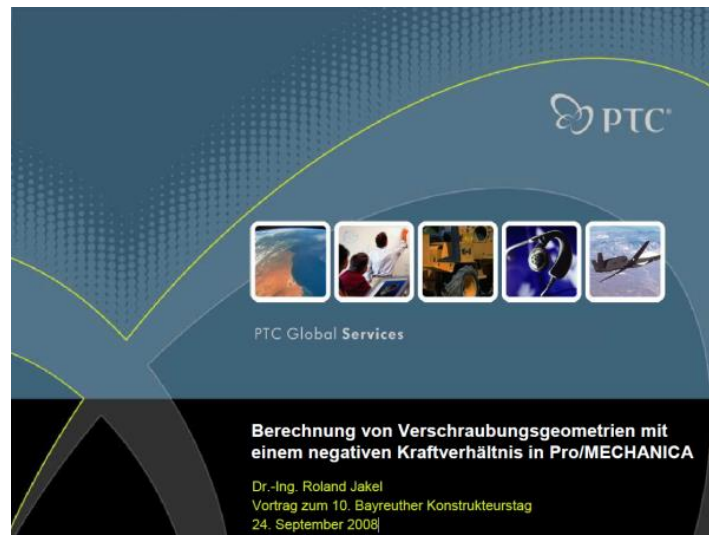 PTC®
PTC Global Services
Berechnung von Verschraubungsgeometrien mit
einem negativen Kraftverhältnis in Pro/MECHANICA
Dr.-Ing. Roland Jakel
Vortrag zum 10. Bayreuther Konstrukteurstag
24. September 2008